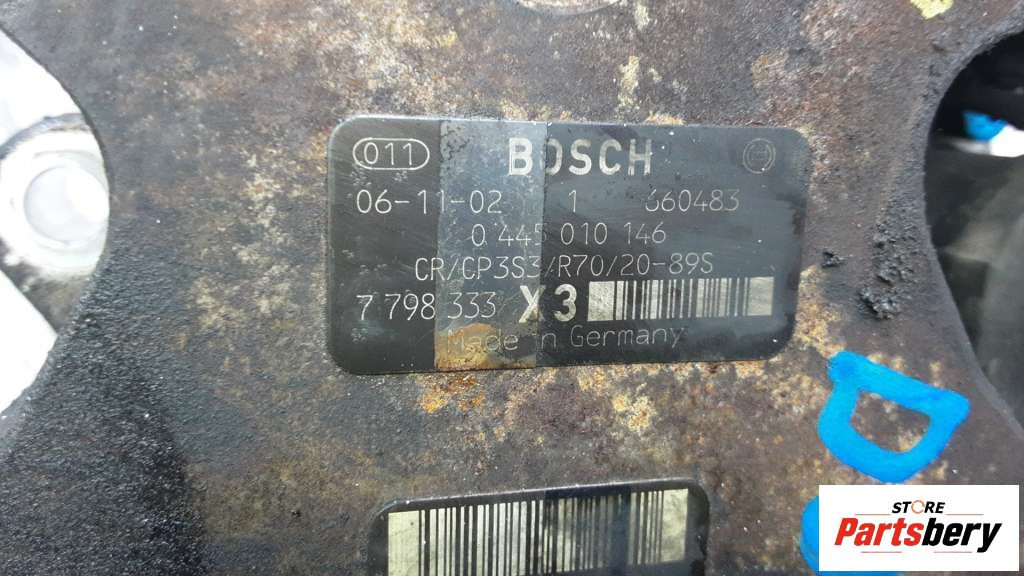 011 BOSCH
06-11-02 1 660483
0 445 010 146
CR/CP3S3/R70/20-89S
7 798 333 X3
Made in Germany
D
STORE
Partsbery